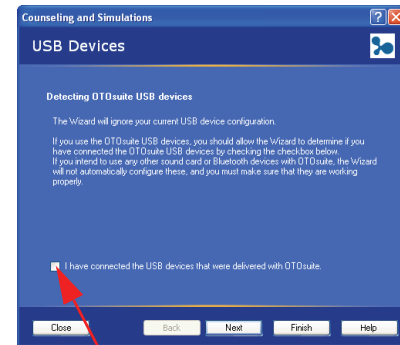 Counseling and Simulations
USB Devices
Detecting OTOsuite USB devices
The Wizard will ignore your current USB device configuration.
If you use the OTOsuite USB devices, you should allow the Wizard to determine if you
have connected the OTOsuite USB devices by checking the checkbox below.
If you intend to use any other sound card or Bluetooth devices with OTOsuite, the Wizard
will not automatically configure these, and you must make sure that they are working
properly.
I have connected the USB devices that were delivered with OTOsuite.
Close Back Next Finish Help